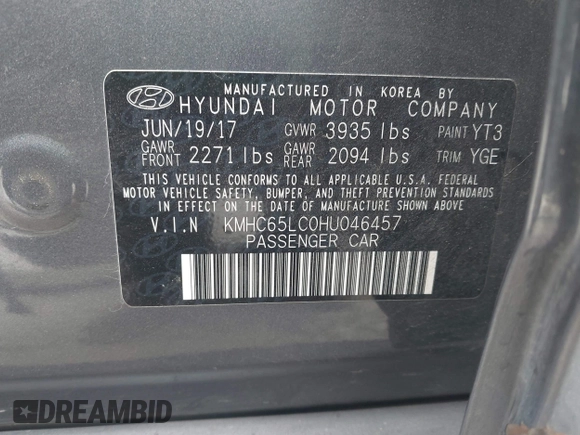 MANUFACTURED IN KOREA BY
HYUNDAI MOTOR COMPANY
JUN/19/17 GVWR 3935 lbs PAINT YT3
GAWR FRONT 2271 lbs GAWR REAR 2094 lbs TRIM YGE
THIS VEHICLE CONFORMS TO ALL APPLICABLE U.S.A. FEDERAL
MOTOR VEHICLE SAFETY, BUMPER, AND THEFT PREVENTION STANDARDS
IN EFFECT ON THE DATE OF MANUFACTURE SHOWN ABOVE
V.I.N KMHC65LC0HU046457
PASSENGER CAR
DREAMBID